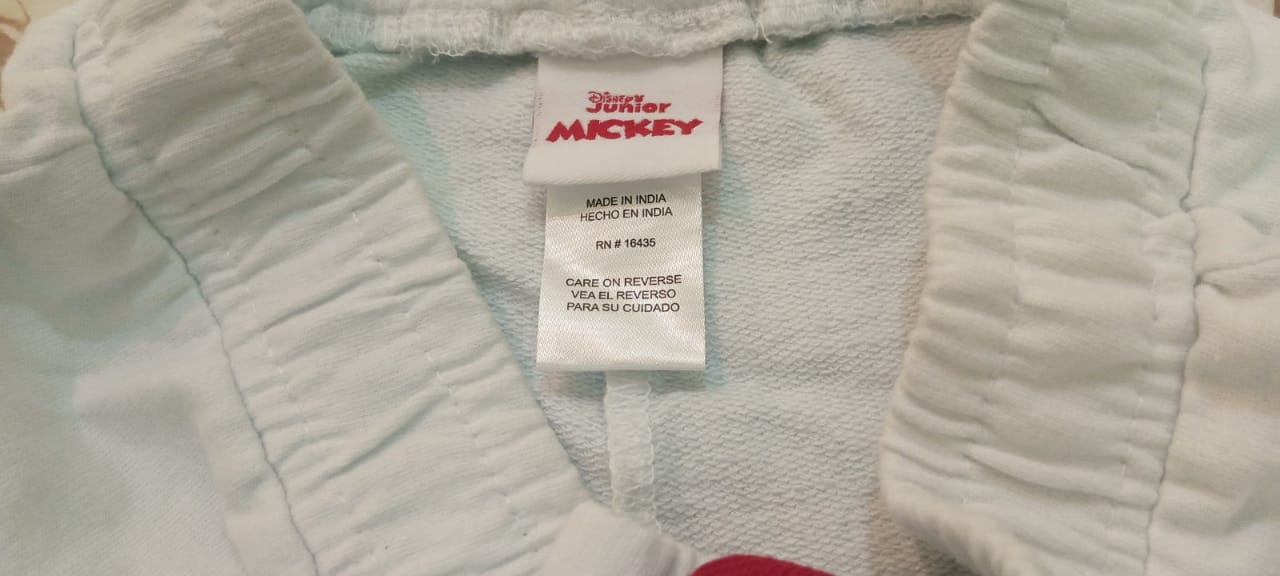 Disney
Junior
MICKEY
MADE IN INDIA
HECHO EN INDIA
RN # 16435
CARE ON REVERSE
VEA EL REVERSO
PARA SU CUIDADO